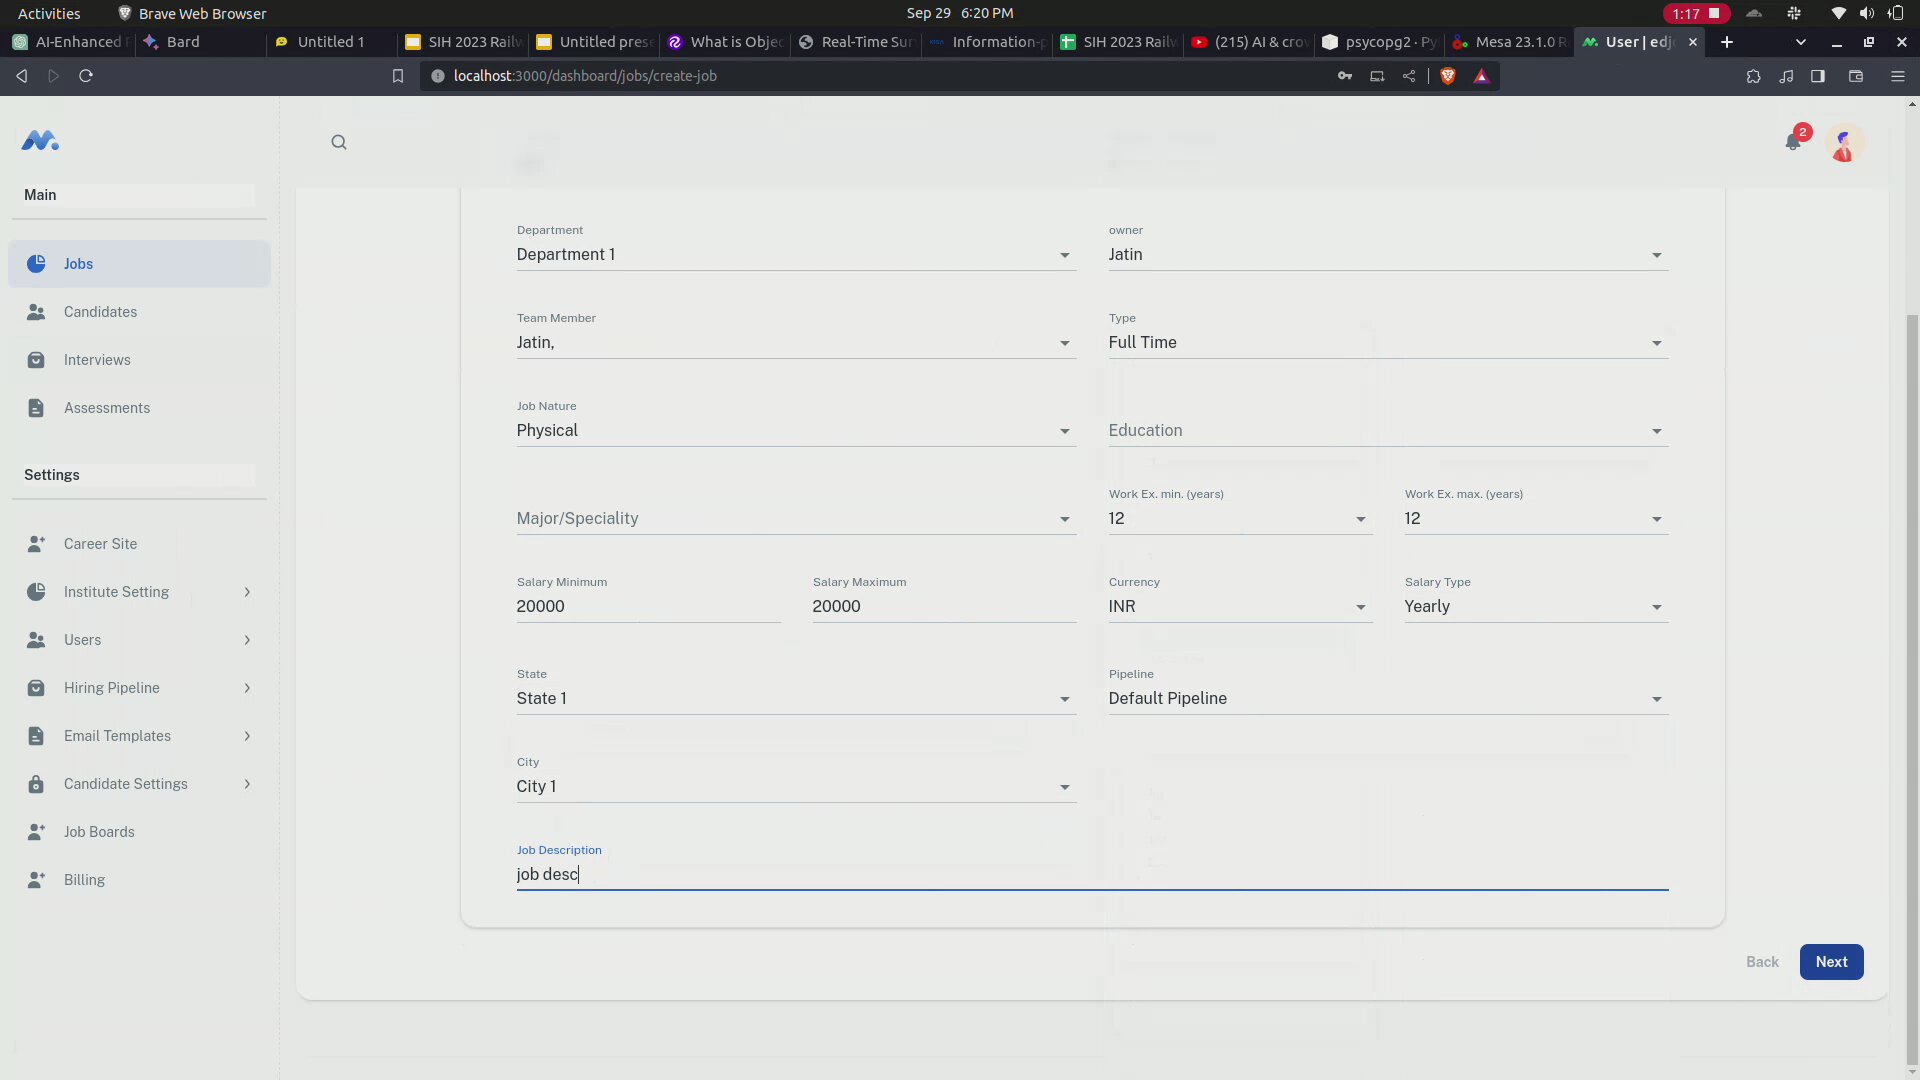 Activities
Brave Web Browser
Sep 29 6:20 PM
1:17
AI-Enhanced
Bard
Untitled 1
SIH 2023 Railw
Untitled prese
What is Objec
Real-Time Sur
Information-p
SIH 2023 Railw
(215) AI & crow
psycopg2 · Py
Mesa 23.1.0 R
User | edj
localhost:3000/dashboard/jobs/create-job
2
Main
Jobs
Candidates
Interviews
Assessments
Settings
Career Site
Institute Setting
Users
Hiring Pipeline
Email Templates
Candidate Settings
Job Boards
Billing
Department
owner
Department 1
Jatin
Team Member
Type
Jatin,
Full Time
Job Nature
Physical
Education
Work Ex. min. (years)
Work Ex. max. (years)
Major/Speciality
12
12
Salary Minimum
Salary Maximum
Currency
Salary Type
20000
20000
INR
Yearly
State
Pipeline
State 1
Default Pipeline
City
City 1
Job Description
job desc
Back
Next